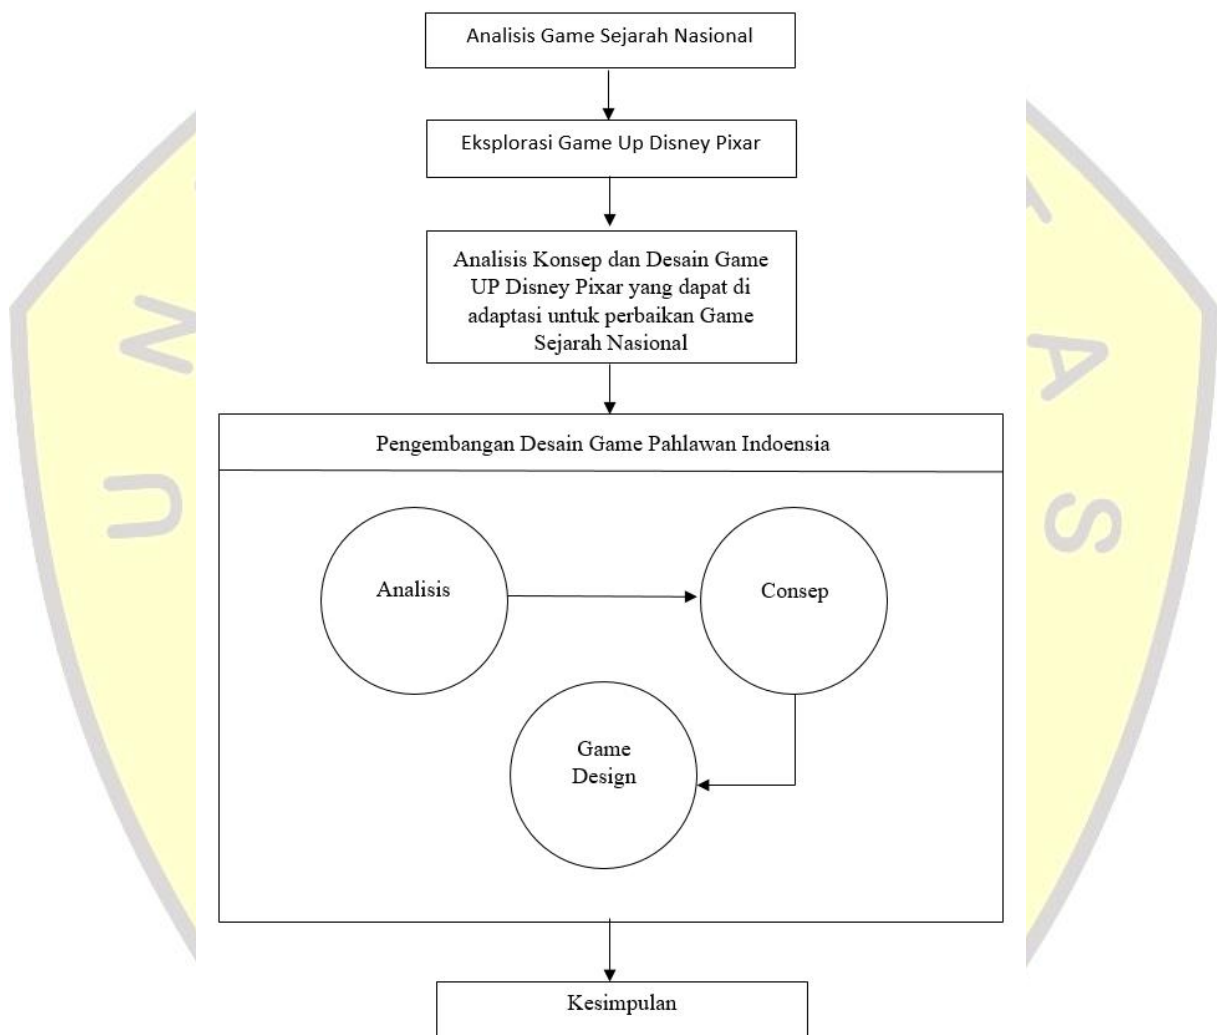 Analisis Game Sejarah Nasional
Eksplorasi Game Up Disney Pixar
Analisis Konsep dan Desain Game
UP Disney Pixar yang dapat di
adaptasi untuk perbaikan Game
Sejarah Nasional
Pengembangan Desain Game Pahlawan Indoensia
Analisis
Consep
Game
Design
Kesimpulan